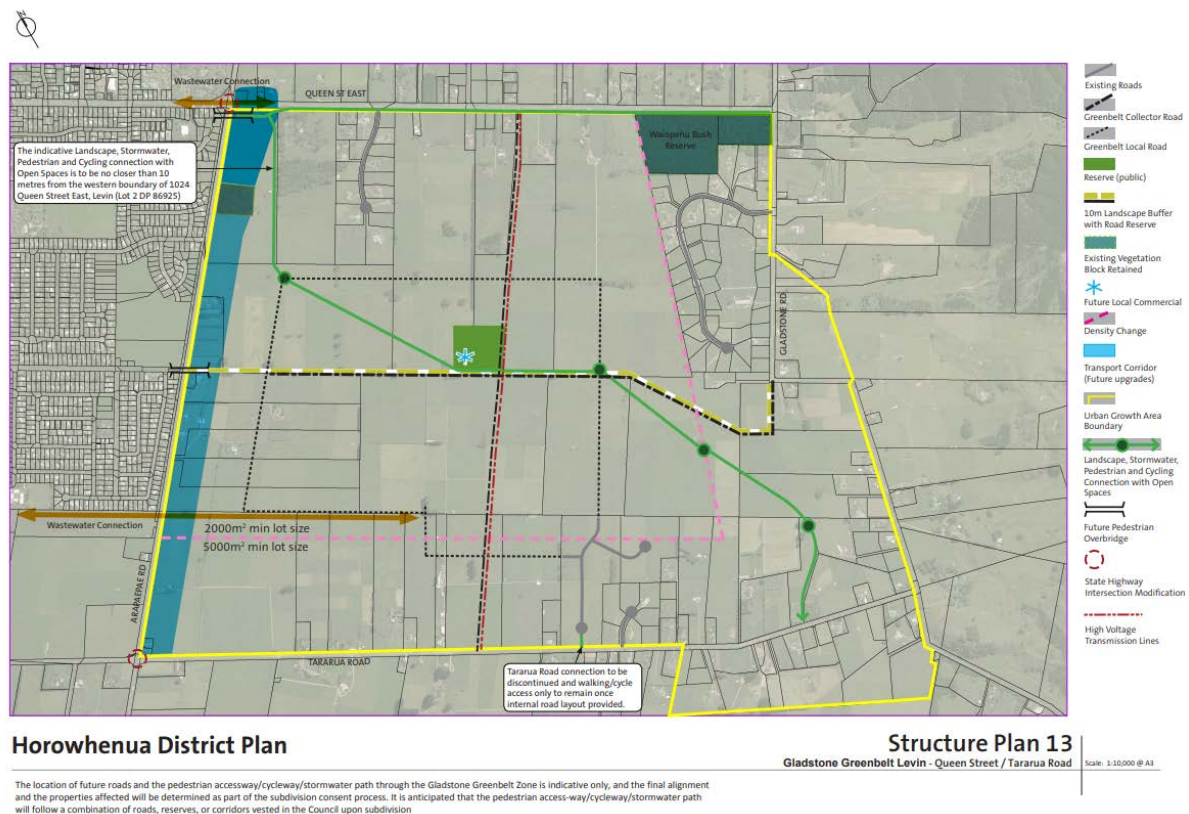 N
Wastewater Connection
QUEEN ST EAST
The indicative Landscape, Stormwater,
Pedestrian and Cycling connection with
Open Spaces is to be no closer than 10
metres from the western boundary of 1024
Queen Street East, Levin (Lot 2 DP 86925)
Waiopehu Bush
Reserve
GLADSTONE RD
Wastewater Connection
2000m² min lot size
5000m² min lot size
ARAPAEPAE RD
TARARUA ROAD
Tararua Road connection to be
discontinued and walking/cycle
access only to remain once
internal road layout provided.
Existing Roads
Greenbelt Collector Road
Greenbelt Local Road
Reserve (public)
10m Landscape Buffer
with Road Reserve
Existing Vegetation
Block Retained
Future Local Commercial
Density Change
Transport Corridor
(Future upgrades)
Urban Growth Area
Boundary
Landscape, Stormwater,
Pedestrian and Cycling
Connection with Open
Spaces
Future Pedestrian
Overbridge
State Highway
Intersection Modification
High Voltage
Transmission Lines
Horowhenua District Plan
Structure Plan 13
Gladstone Greenbelt Levin - Queen Street / Tararua Road
Scale: 1:10,000 @ A3
The location of future roads and the pedestrian accessway/cycleway/stormwater path through the Gladstone Greenbelt Zone is indicative only, and the final alignment
and the properties affected will be determined as part of the subdivision consent process. It is anticipated that the pedestrian access-way/cycleway/stormwater path
will follow a combination of roads, reserves, or corridors vested in the Council upon subdivision